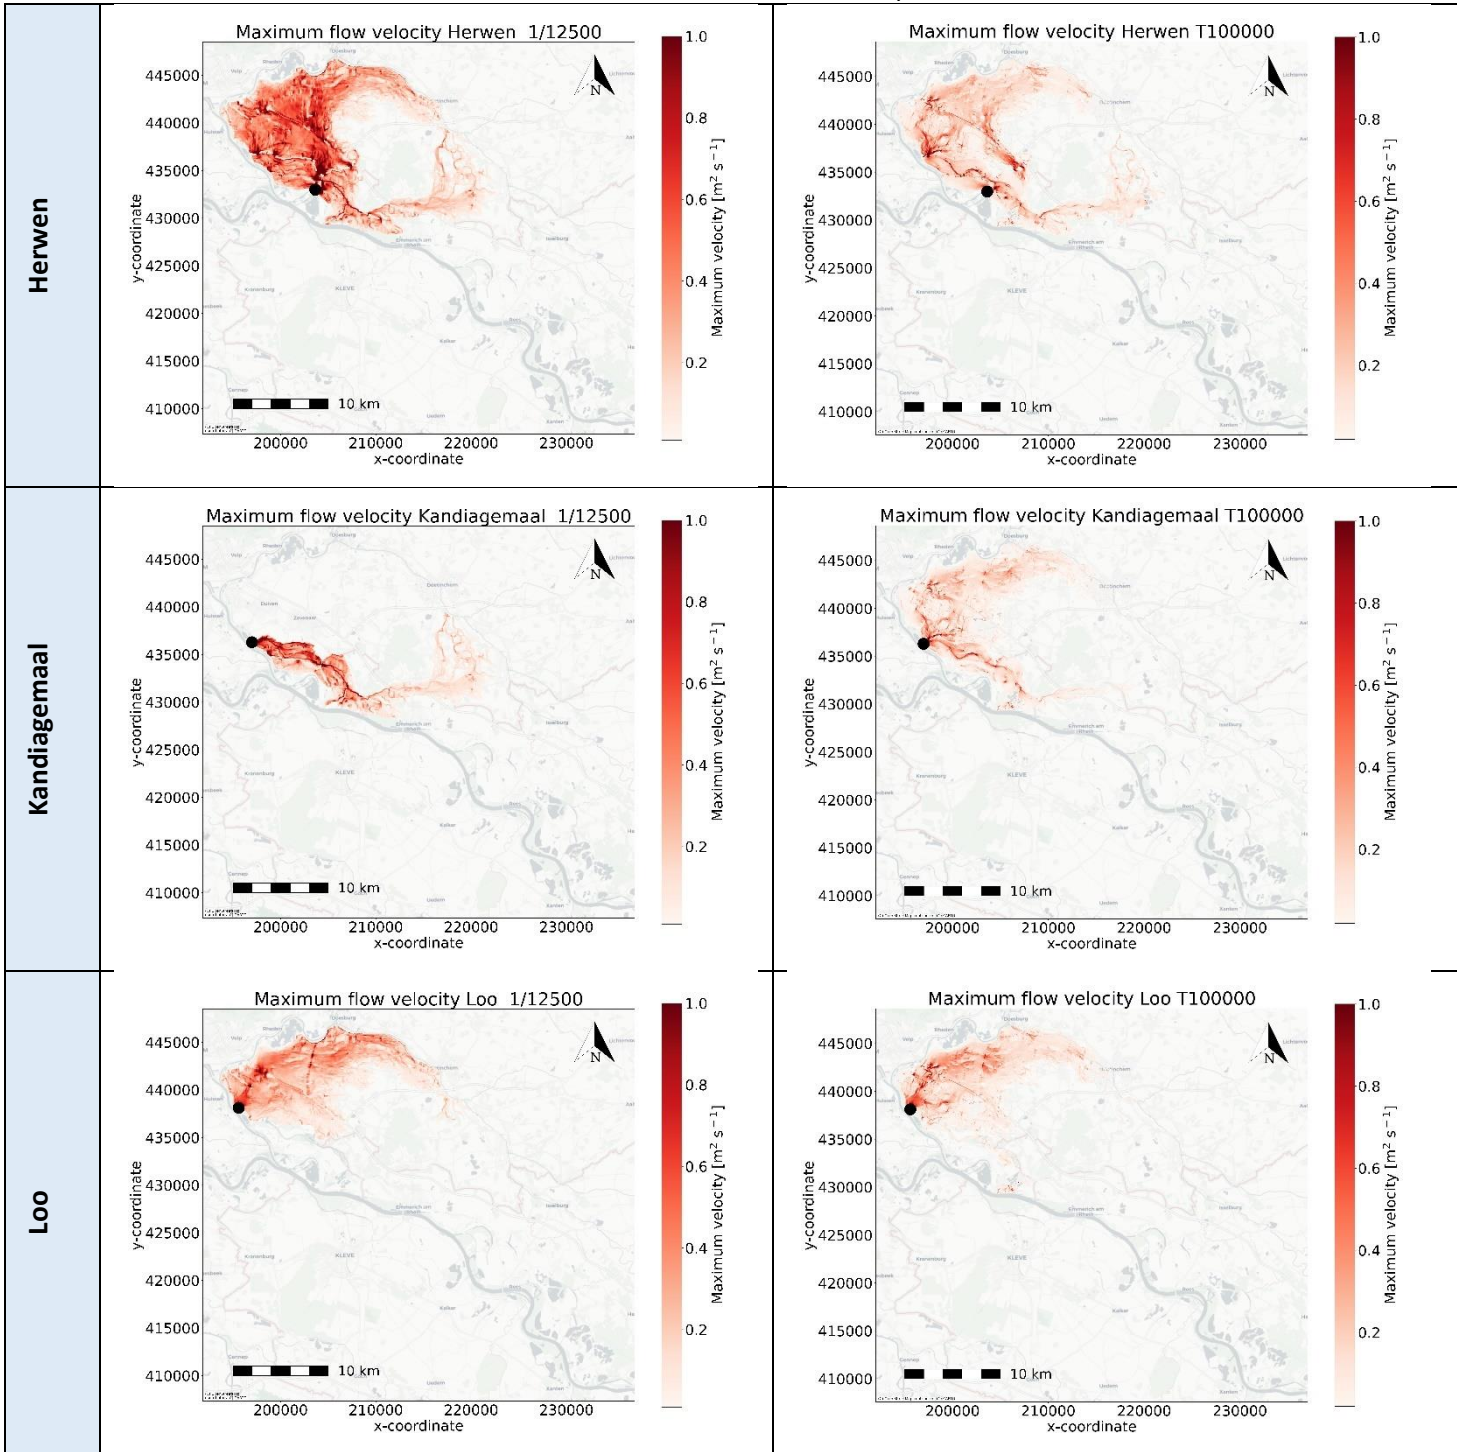 Herwen
Maximum flow velocity Herwen 1/12500
445000
440000
435000
430000
425000
420000
415000
410000
y-coordinate
200000 210000 220000 230000
x-coordinate
10 km
N
KLEVE
1.0
0.8
0.6
0.4
0.2
Maximum velocity [m² s⁻¹]
Maximum flow velocity Herwen T100000
445000
440000
435000
430000
425000
420000
415000
410000
y-coordinate
200000 210000 220000 230000
x-coordinate
10 km
N
KLEVE
1.0
0.8
0.6
0.4
0.2
Maximum velocity [m² s⁻¹]
Kandiagemaal
Maximum flow velocity Kandiagemaal 1/12500
445000
440000
435000
430000
425000
420000
415000
410000
y-coordinate
200000 210000 220000 230000
x-coordinate
10 km
N
KLEVE
1.0
0.8
0.6
0.4
0.2
Maximum velocity [m² s⁻¹]
Maximum flow velocity Kandiagemaal T100000
445000
440000
435000
430000
425000
420000
415000
410000
y-coordinate
200000 210000 220000 230000
x-coordinate
10 km
N
KLEVE
1.0
0.8
0.6
0.4
0.2
Maximum velocity [m² s⁻¹]
Loo
Maximum flow velocity Loo 1/12500
445000
440000
435000
430000
425000
420000
415000
410000
y-coordinate
200000 210000 220000 230000
x-coordinate
10 km
N
KLEVE
1.0
0.8
0.6
0.4
0.2
Maximum velocity [m² s⁻¹]
Maximum flow velocity Loo T100000
445000
440000
435000
430000
425000
420000
415000
410000
y-coordinate
200000 210000 220000 230000
x-coordinate
10 km
N
KLEVE
1.0
0.8
0.6
0.4
0.2
Maximum velocity [m² s⁻¹]